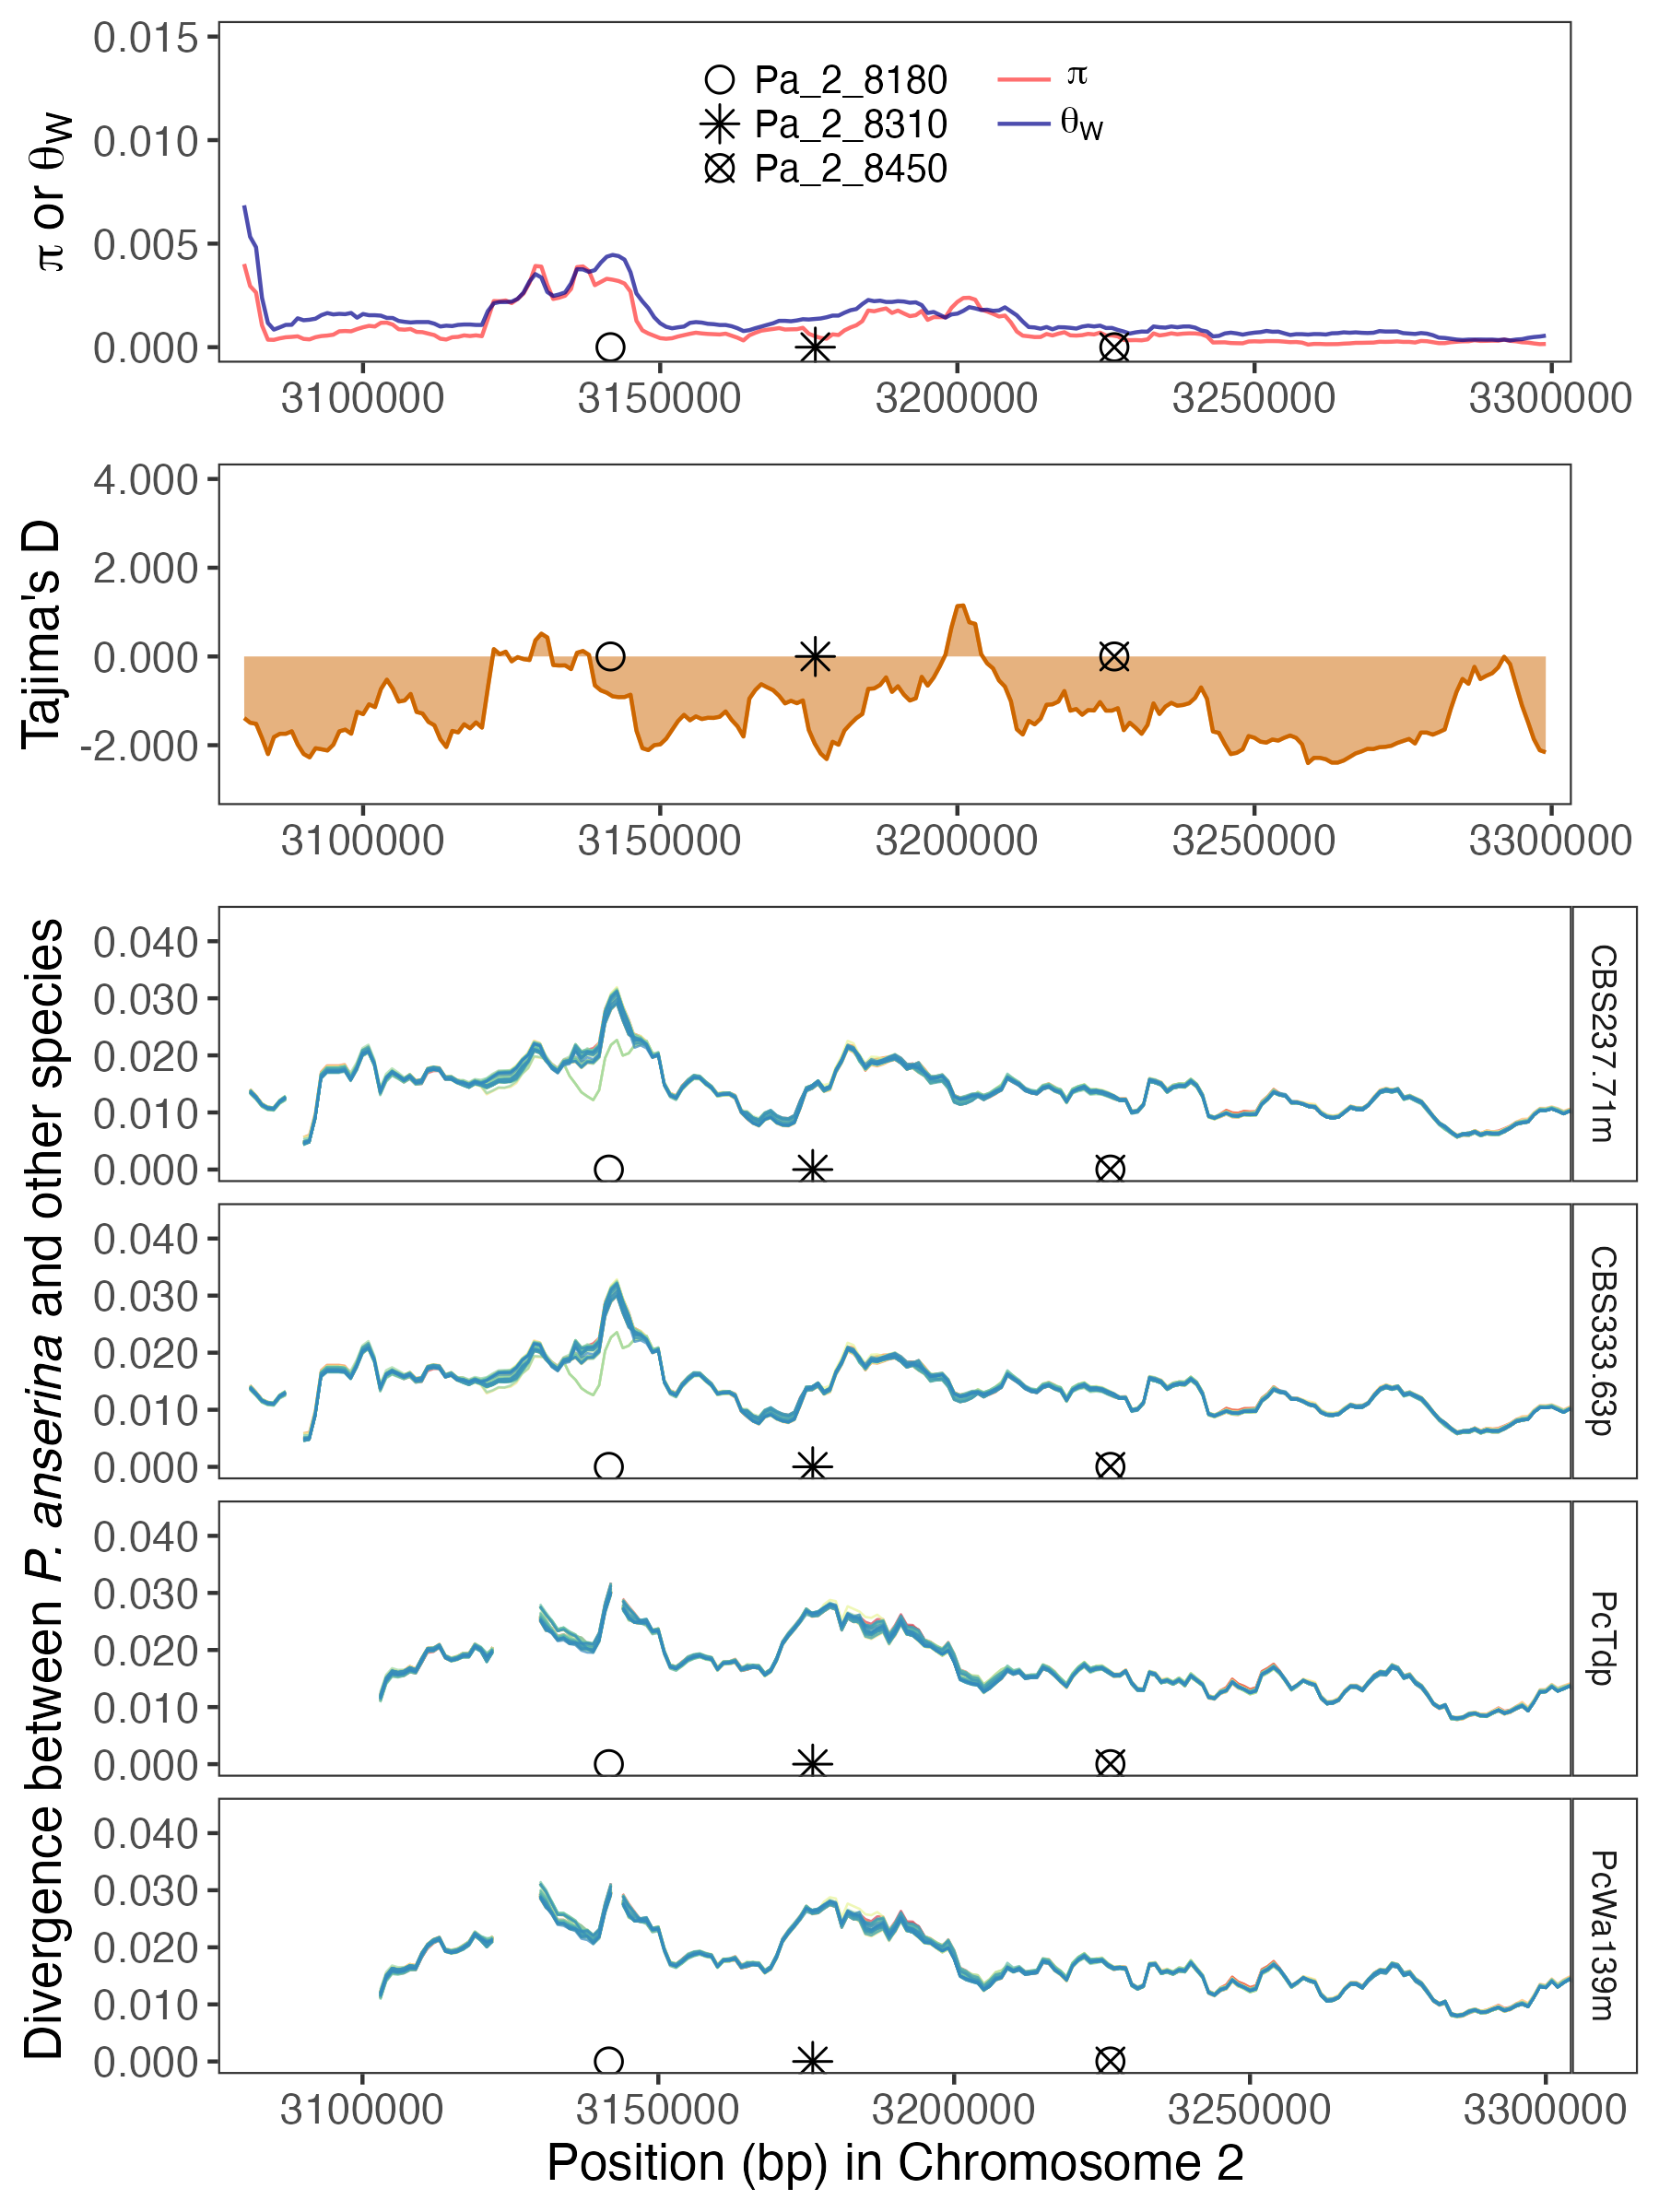 π or θW
0.015
0.010
0.005
0.000
Pa_2_8180
Pa_2_8310
Pa_2_8450
π
θW
3100000 3150000 3200000 3250000 3300000
Tajima's D
4.000
2.000
0.000
-2.000
3100000 3150000 3200000 3250000 3300000
Divergence between P. anserina and other species
0.040
0.030
0.020
0.010
0.000
CBS237.71m
0.040
0.030
0.020
0.010
0.000
CBS333.63p
0.040
0.030
0.020
0.010
0.000
PcTdp
0.040
0.030
0.020
0.010
0.000
PcWa139m
3100000 3150000 3200000 3250000 3300000
Position (bp) in Chromosome 2